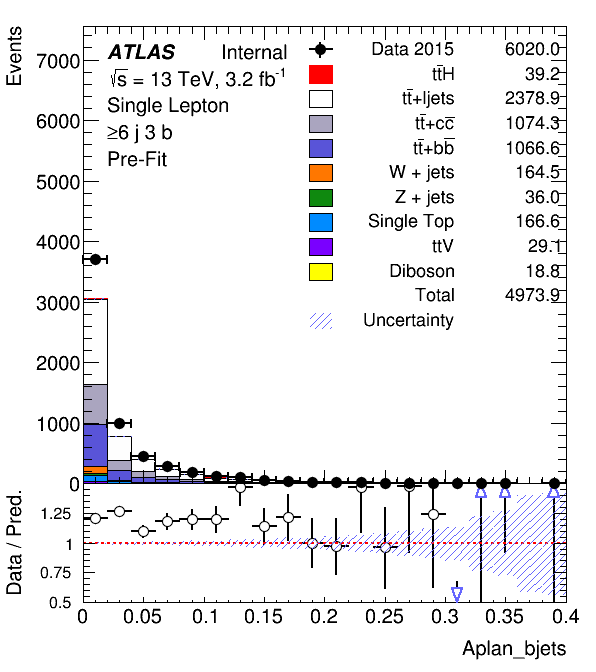 Events
7000
6000
5000
4000
3000
2000
1000
0
ATLAS Internal
√s = 13 TeV, 3.2 fb⁻¹
Single Lepton
≥6 j 3 b
Pre-Fit
Data 2015 6020.0
tt̄H 39.2
tt̄+ljets 2378.9
tt̄+cc̄ 1074.3
tt̄+bb̄ 1066.6
W + jets 164.5
Z + jets 36.0
Single Top 166.6
ttV 29.1
Diboson 18.8
Total 4973.9
Uncertainty
Data / Pred.
1.25
1
0.75
0.5
0 0.05 0.1 0.15 0.2 0.25 0.3 0.35 0.4
Aplan_bjets